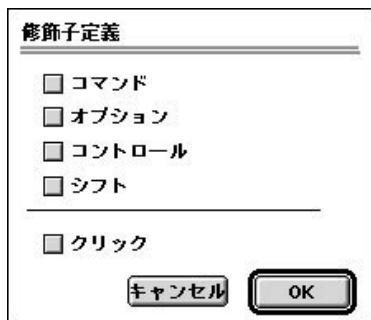 修飾子定義
コマンド
オプション
コントロール
シフト
クリック
キャンセル
OK